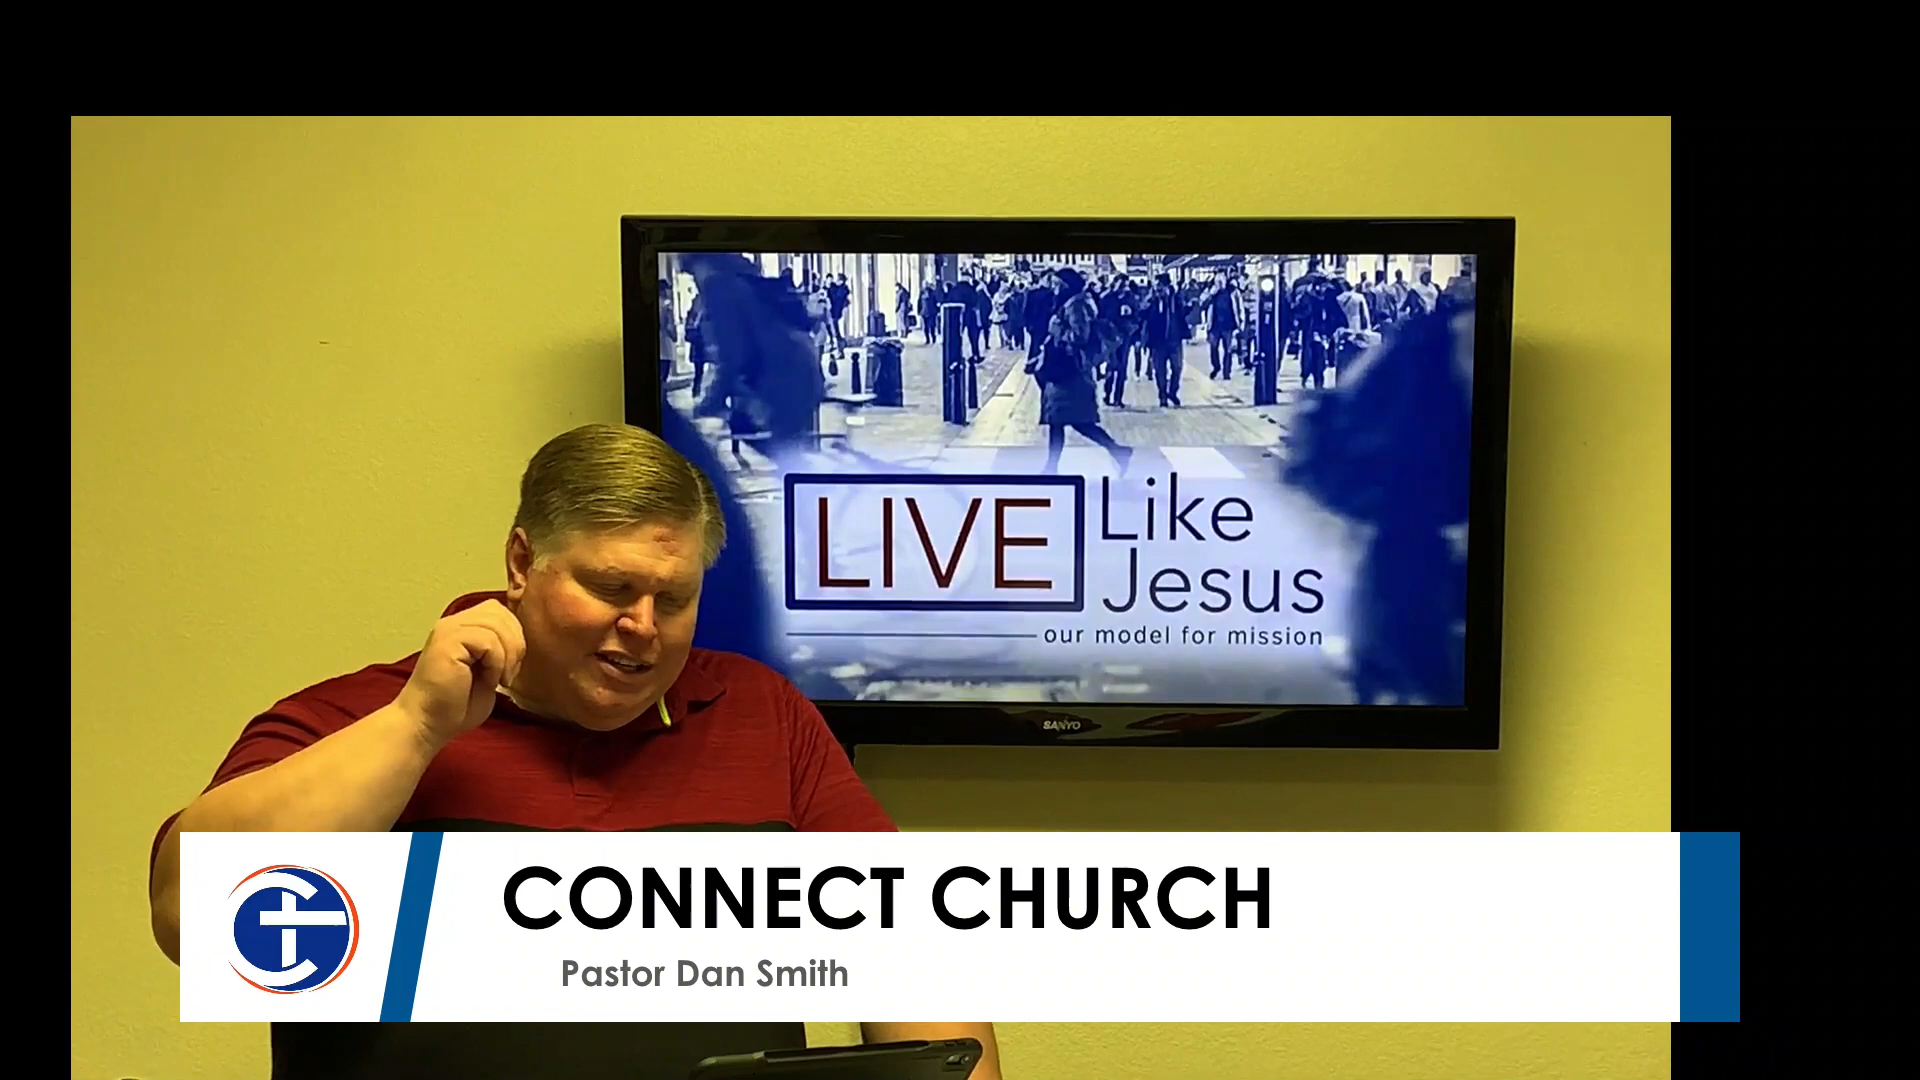 LIVE Like
Jesus
our model for mission
SANYO
CONNECT CHURCH
Pastor Dan Smith